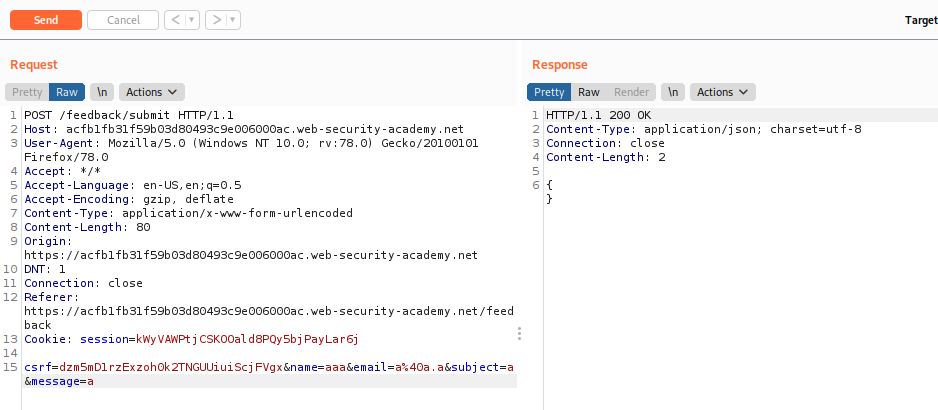 Send Cancel < > Target
Request
Pretty Raw \n Actions
1 POST /feedback/submit HTTP/1.1
2 Host: acfb1fb31f59b03d80493c9e006000ac.web-security-academy.net
3 User-Agent: Mozilla/5.0 (Windows NT 10.0; rv:78.0) Gecko/20100101
Firefox/78.0
4 Accept: */*
5 Accept-Language: en-US,en;q=0.5
6 Accept-Encoding: gzip, deflate
7 Content-Type: application/x-www-form-urlencoded
8 Content-Length: 80
9 Origin:
https://acfb1fb31f59b03d80493c9e006000ac.web-security-academy.net
10 DNT: 1
11 Connection: close
12 Referer:
https://acfb1fb31f59b03d80493c9e006000ac.web-security-academy.net/feed
back
13 Cookie: session=kWyVAWPtjCSKOOald8PQy5bjPayLar6j
14
15 csrf=dzm5mD1rzExzoh0k2TNGUUiuiScjFVgx&name=aaa&email=a%40a.a&subject=a
&message=a
Response
Pretty Raw Render \n Actions
1 HTTP/1.1 200 OK
2 Content-Type: application/json; charset=utf-8
3 Connection: close
4 Content-Length: 2
5
6 {
}